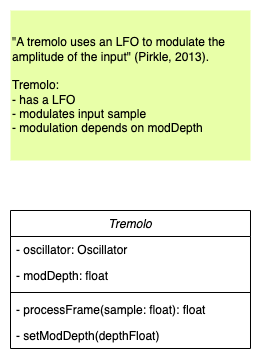 "A tremolo uses an LFO to modulate the
amplitude of the input" (Pirkle, 2013).
Tremolo:
- has a LFO
- modulates input sample
- modulation depends on modDepth
Tremolo
- oscillator: Oscillator
- modDepth: float
- processFrame(sample: float): float
- setModDepth(depthFloat)